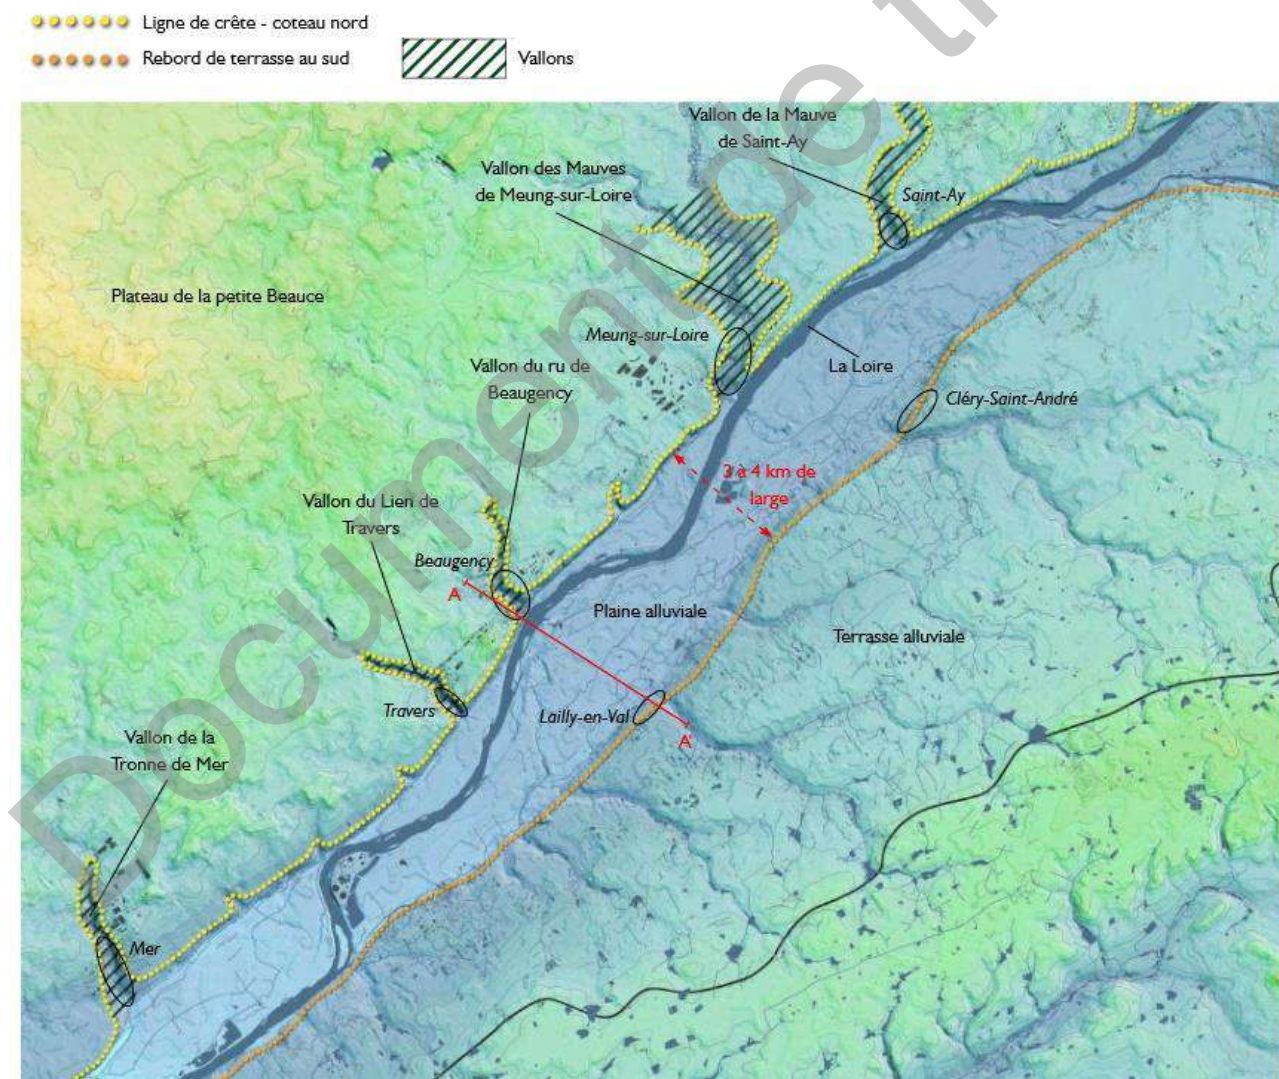 Ligne de crête - coteau nord
Rebord de terrasse au sud
Vallons
Vallon de la Mauve
de Saint-Ay
Vallon des Mauves
de Meung-sur-Loire
Saint-Ay
Plateau de la petite Beauce
Meung-sur-Loire
La Loire
Vallon du ru de
Beaugency
Cléry-Saint-André
3 à 4 km de
large
Vallon du Lien de
Travers
Beaugency
A
Plaine alluviale
Terrasse alluviale
Travers
Lailly-en-Val
A'
Vallon de la
Tronne de Mer
Mer
Document de t